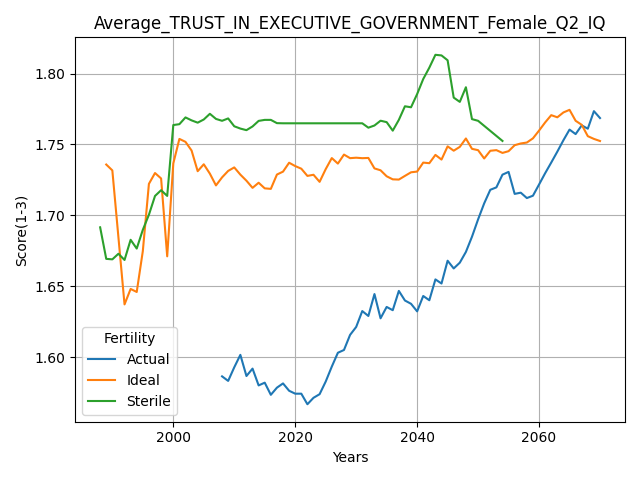 Average_TRUST_IN_EXECUTIVE_GOVERNMENT_Female_Q2_IQ
Score(1-3)
1.80
1.75
1.70
1.65
1.60
Fertility
Actual
Ideal
Sterile
2000
2020
2040
2060
Years